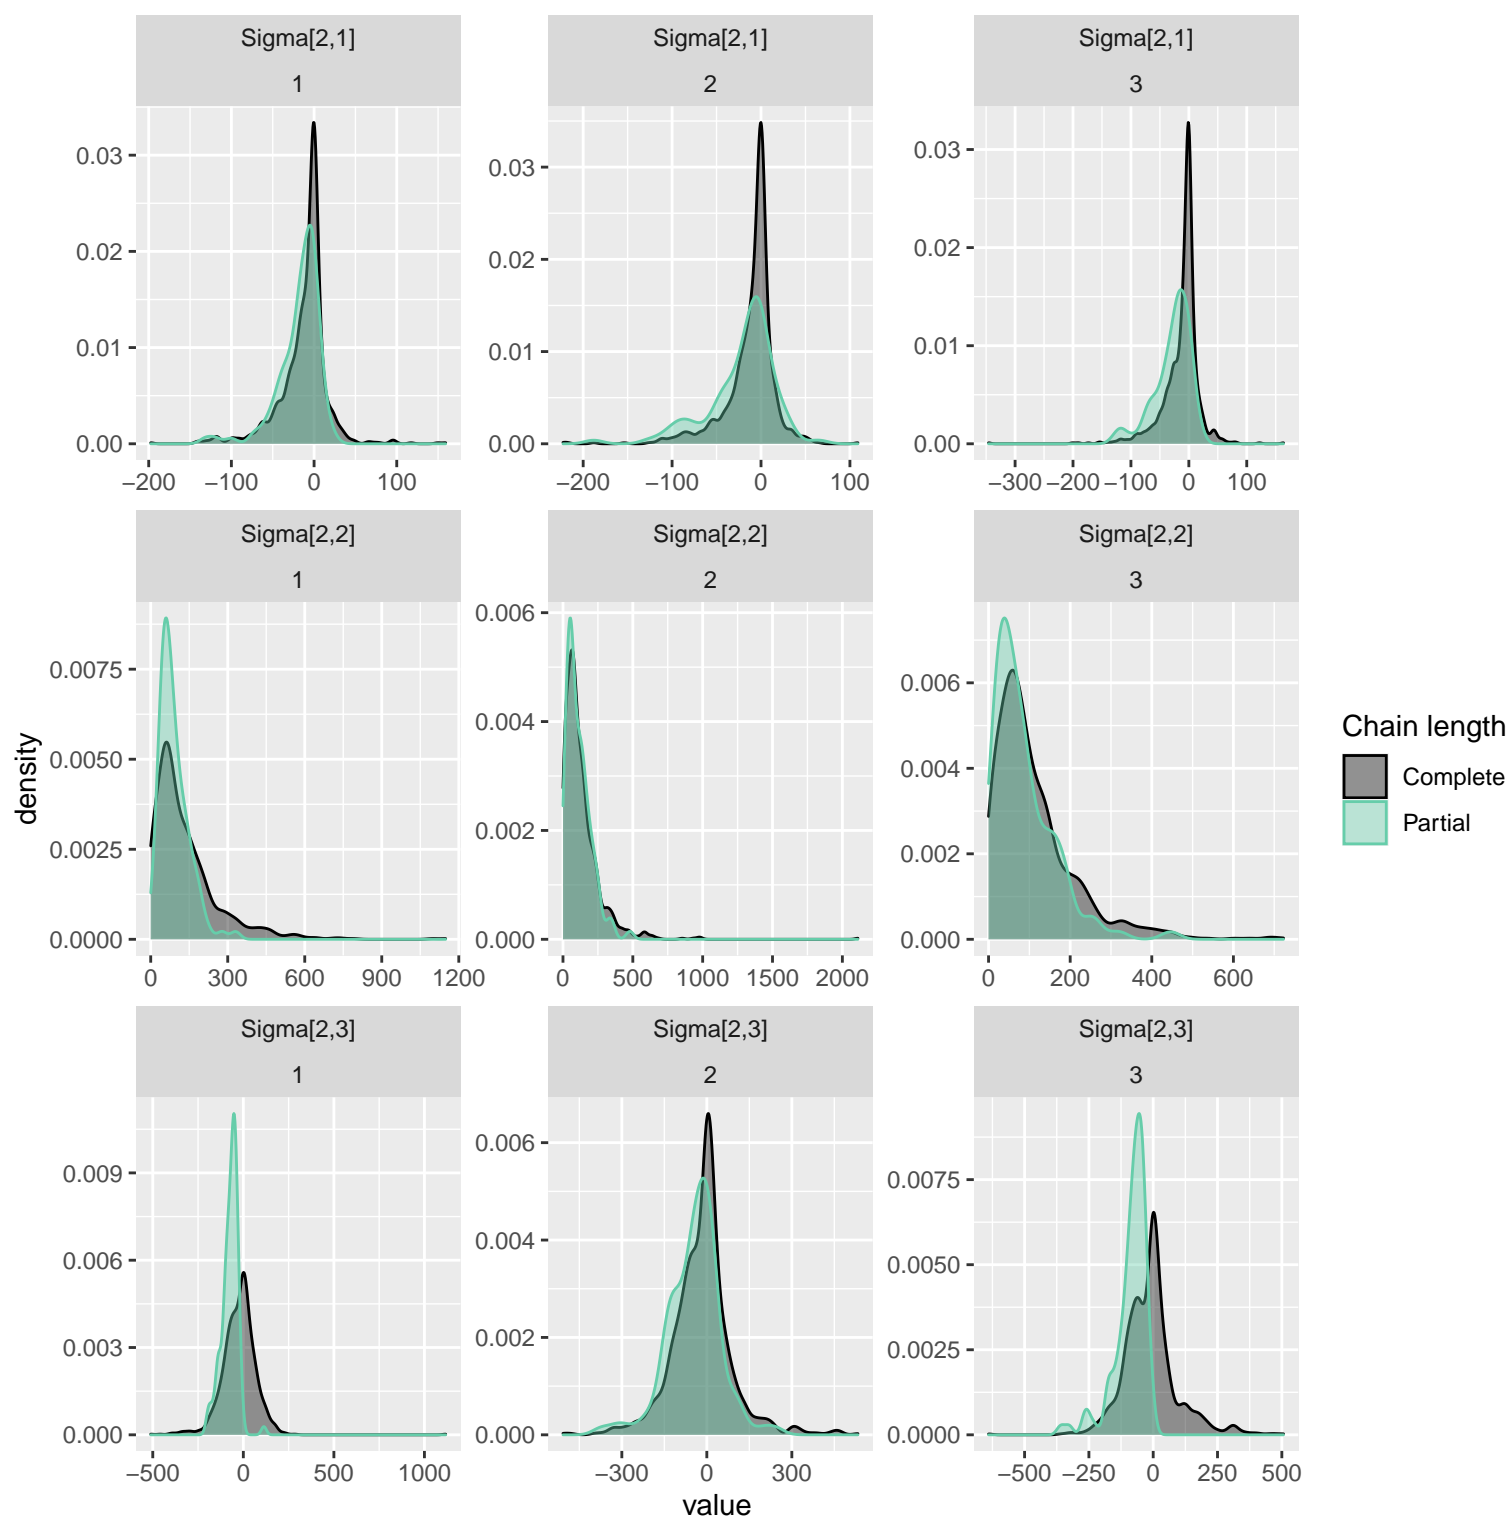 Sigma[2,1] Sigma[2,1] Sigma[2,1]
1 2 3
0.03
0.02
0.01
0.00
−200 −100 0 100
0.03
0.02
0.01
0.00
−200 −100 0 100
0.03
0.02
0.01
0.00
−300 −200 −100 0 100
Sigma[2,2] Sigma[2,2] Sigma[2,2]
1 2 3
0.0075
0.0050
0.0025
0.0000
0 300 600 900 1200
0.006
0.004
0.002
0.000
0 500 1000 1500 2000
0.006
0.004
0.002
0.000
0 200 400 600
Sigma[2,3] Sigma[2,3] Sigma[2,3]
1 2 3
0.009
0.006
0.003
0.000
−500 0 500 1000
0.006
0.004
0.002
0.000
−300 0 300
0.0075
0.0050
0.0025
0.0000
−500 −250 0 250 500
density
value
Chain length
Complete
Partial